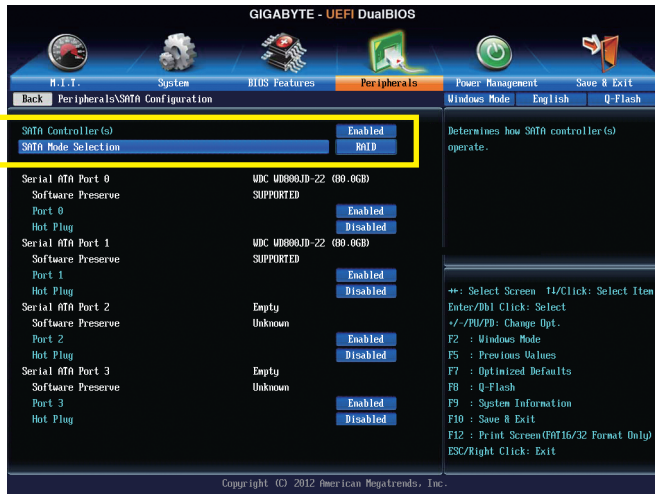 GIGABYTE - UEFI DualBIOS
M.I.T. System BIOS Features Peripherals Power Management Save & Exit
Back Peripherals\SATA Configuration Windows Mode English Q-Flash
SATA Controller(s) Enabled
SATA Mode Selection RAID
Serial ATA Port 0 WDC WD800JD-22 (80.0GB)
Software Preserve SUPPORTED
Port 0 Enabled
Hot Plug Disabled
Serial ATA Port 1 WDC WD800JD-22 (80.0GB)
Software Preserve SUPPORTED
Port 1 Enabled
Hot Plug Disabled
Serial ATA Port 2 Empty
Software Preserve Unknown
Port 2 Enabled
Hot Plug Disabled
Serial ATA Port 3 Empty
Software Preserve Unknown
Port 3 Enabled
Hot Plug Disabled
Determines how SATA controller(s)
operate.
↔: Select Screen ↑↓/Click: Select Item
Enter/Dbl Click: Select
+/-/PU/PD: Change Opt.
F2 : Windows Mode
F5 : Previous Values
F7 : Optimized Defaults
F8 : Q-Flash
F9 : System Information
F10 : Save & Exit
F12 : Print Screen(FAT16/32 Format Only)
ESC/Right Click: Exit
Copyright (C) 2012 American Megatrends, Inc.